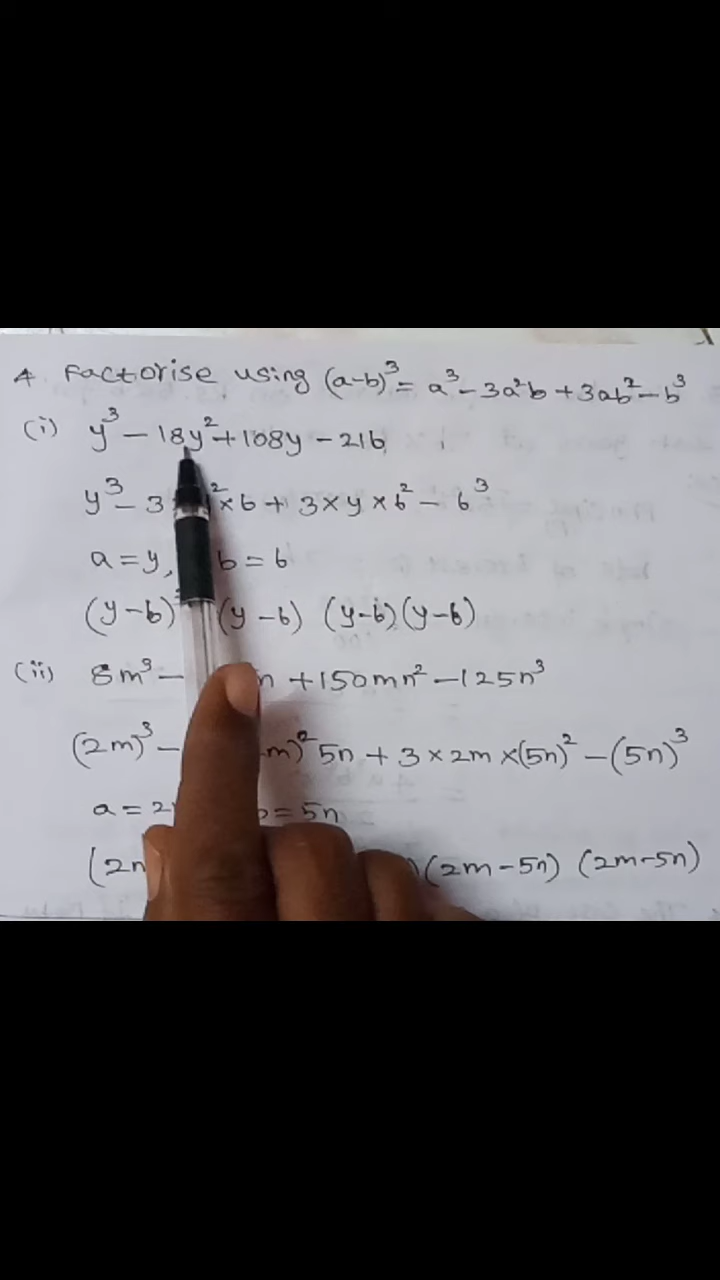 4 Factorise using (a-b)³ = a³ - 3a²b + 3ab² - b³
(i) y³ - 18y² + 108y - 216
y³ - 3 ² × 6 + 3 × y × 6² - 6³
a = y, b = 6
(y-6) (y-6) (y-6) (y-6)
(ii) 8m³ - n + 150mn² - 125n³
(2m)³ - m)² 5n + 3 × 2m × (5n)² - (5n)³
a = 2 = 5n
(2m (2m-5n) (2m-5n)